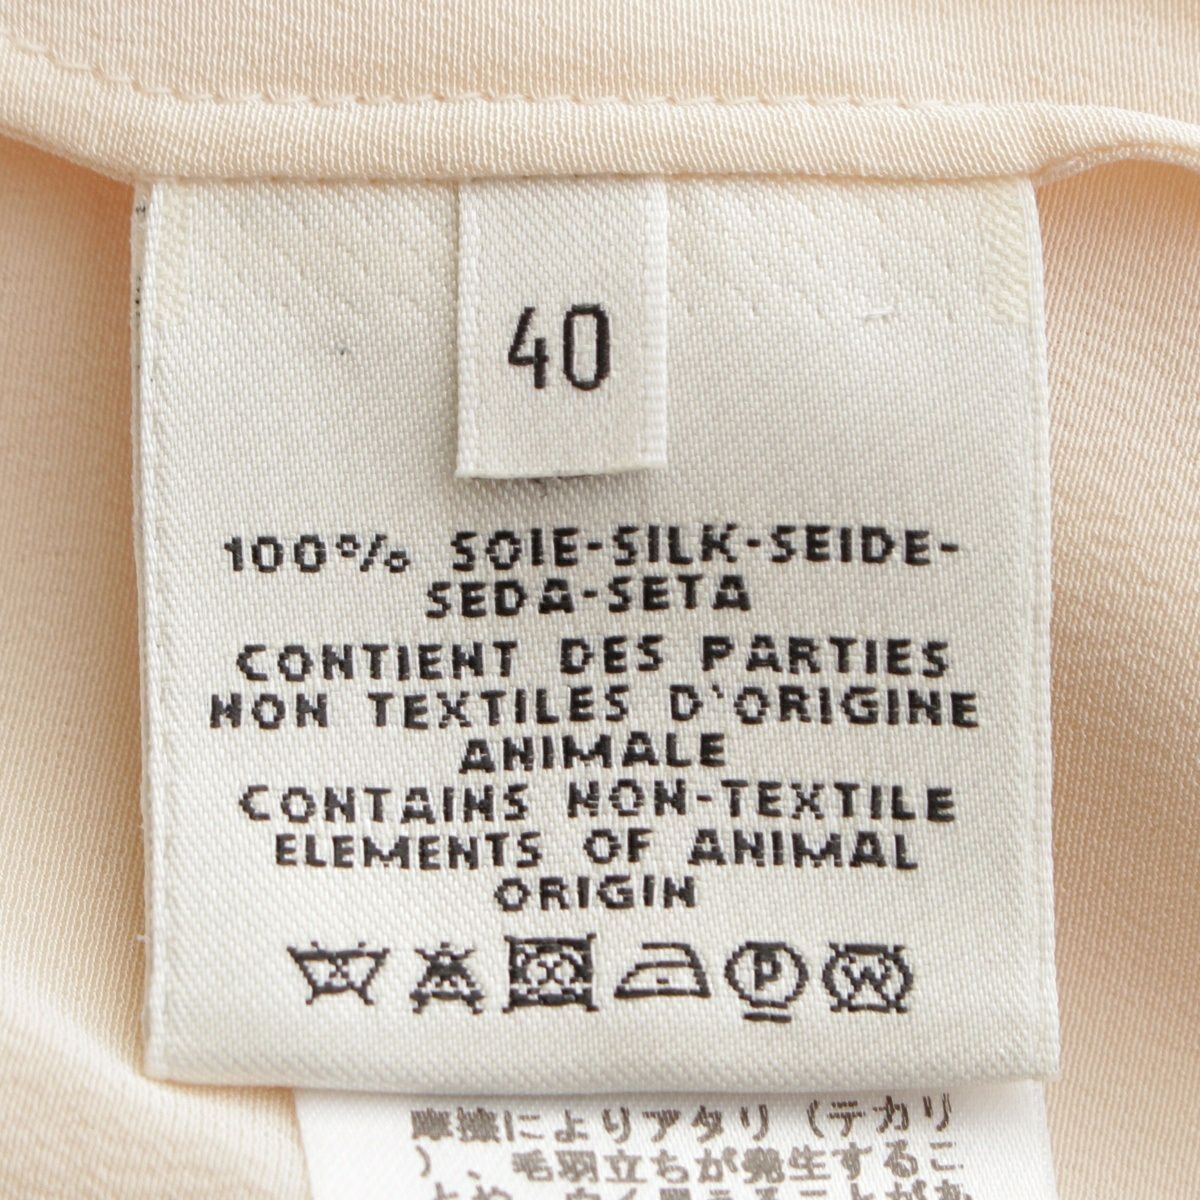 40
100% SOIE-SILK-SEIDE-
SEDA-SETA
CONTIENT DES PARTIES
NON TEXTILES D'ORIGINE
ANIMALE
CONTAINS NON-TEXTILE
ELEMENTS OF ANIMAL
ORIGIN
P W
摩擦によりアタリ（テカリ
）、毛羽立ちが発生するこ